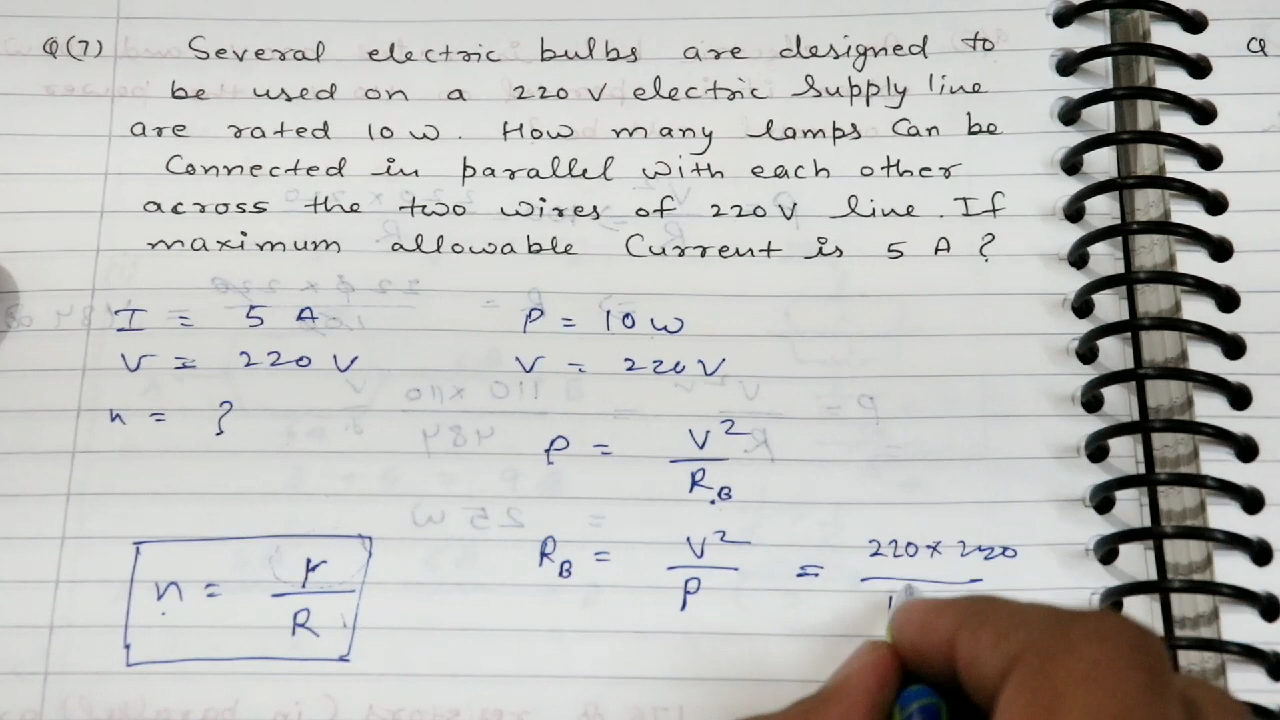 Q(7) Several electric bulbs are designed to
be used on a 220 V electric Supply line
are rated 10 W. How many lamps Can be
Connected in parallel with each other
across the two wires of 220 V line. If
maximum allowable Current is 5 A ?
I = 5 A P = 10 W
V = 220 V V = 220 V
n = ?
P = V²/R_B
R_B = V²/P = 220 x 220
n = r/R
Q